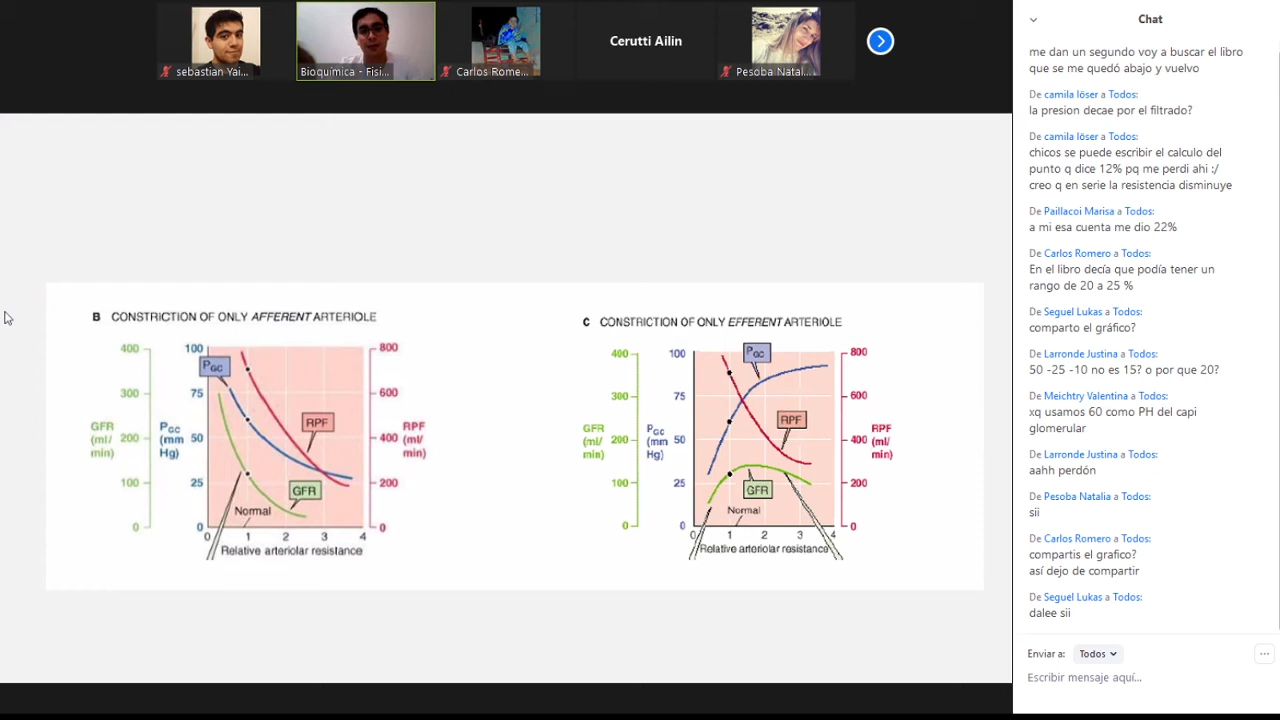 sebastian Yai...
Bioquímica - Fisi...
Carlos Rome...
Cerutti Ailin
Pesoba Natal...
B CONSTRICTION OF ONLY AFFERENT ARTERIOLE
400
300
200
100
0
GFR
(ml/
min)
100
75
50
25
0
PGC
(mm
Hg)
PGC
RPF
GFR
Normal
800
600
400
200
0
RPF
(ml/
min)
0 1 2 3 4
Relative arteriolar resistance
C CONSTRICTION OF ONLY EFFERENT ARTERIOLE
400
300
200
100
0
GFR
(ml/
min)
100
75
50
25
0
PGC
(mm
Hg)
PGC
RPF
GFR
Normal
800
600
400
200
0
RPF
(ml/
min)
0 1 2 3 4
Relative arteriolar resistance
Chat
me dan un segundo voy a buscar el libro
que se me quedó abajo y vuelvo
De camila löser a Todos:
la presion decae por el filtrado?
De camila löser a Todos:
chicos se puede escribir el calculo del
punto q dice 12% pq me perdi ahi :/
creo q en serie la resistencia disminuye
De Paillacoi Marisa a Todos:
a mi esa cuenta me dio 22%
De Carlos Romero a Todos:
En el libro decía que podía tener un
rango de 20 a 25 %
De Seguel Lukas a Todos:
comparto el gráfico?
De Larronde Justina a Todos:
50 -25 -10 no es 15? o por que 20?
De Meichtry Valentina a Todos:
xq usamos 60 como PH del capi
glomerular
De Larronde Justina a Todos:
aahh perdón
De Pesoba Natalia a Todos:
sii
De Carlos Romero a Todos:
compartis el grafico?
así dejo de compartir
De Seguel Lukas a Todos:
dalee sii
Enviar a: Todos
Escribir mensaje aquí...